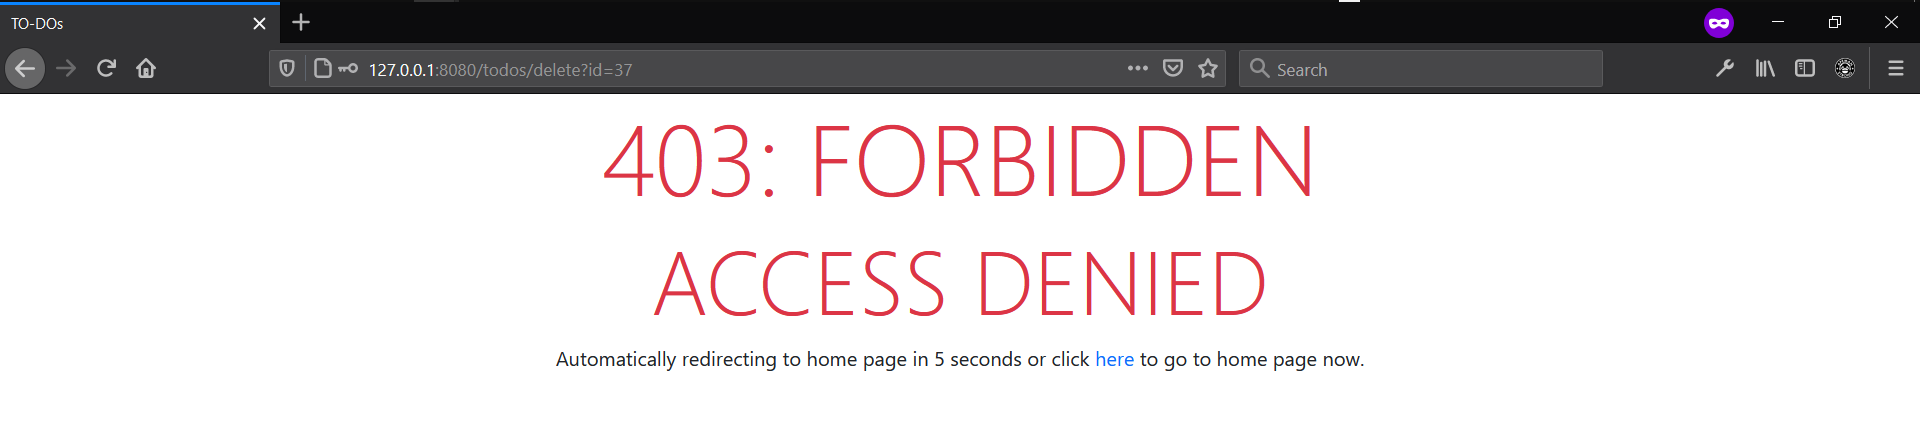 TO-DOs
127.0.0.1:8080/todos/delete?id=37
Search
403: FORBIDDEN
ACCESS DENIED
Automatically redirecting to home page in 5 seconds or click here to go to home page now.